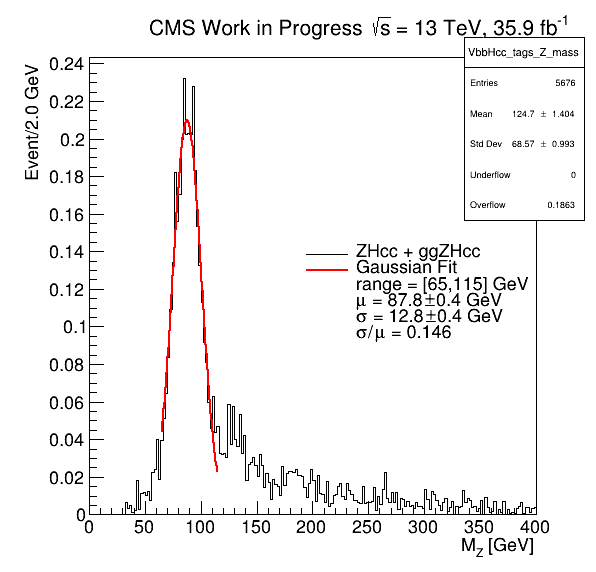 CMS Work in Progress √s = 13 TeV, 35.9 fb⁻¹
VbbHcc_tags_Z_mass
Entries 5676
Mean 124.7 ± 1.404
Std Dev 68.57 ± 0.993
Underflow 0
Overflow 0.1863
Event/2.0 GeV
0.24
0.22
0.2
0.18
0.16
0.14
0.12
0.1
0.08
0.06
0.04
0.02
0
ZHcc + ggZHcc
Gaussian Fit
range = [65,115] GeV
μ = 87.8±0.4 GeV
σ = 12.8±0.4 GeV
σ/μ = 0.146
0 50 100 150 200 250 300 350 400
M_Z [GeV]